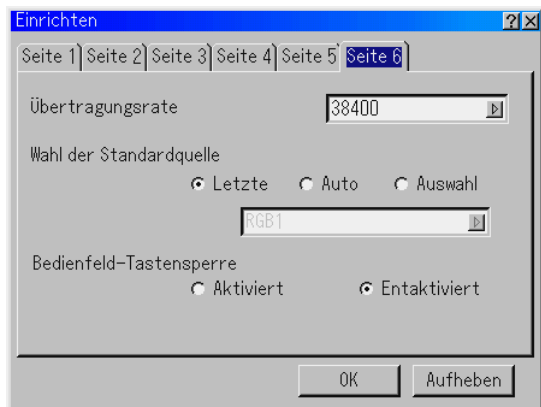 Einrichten
Seite 1 Seite 2 Seite 3 Seite 4 Seite 5 Seite 6
Übertragungsrate 38400
Wahl der Standardquelle
Letzte Auto Auswahl
RGB1
Bedienfeld-Tastensperre
Aktiviert Entaktiviert
OK Aufheben